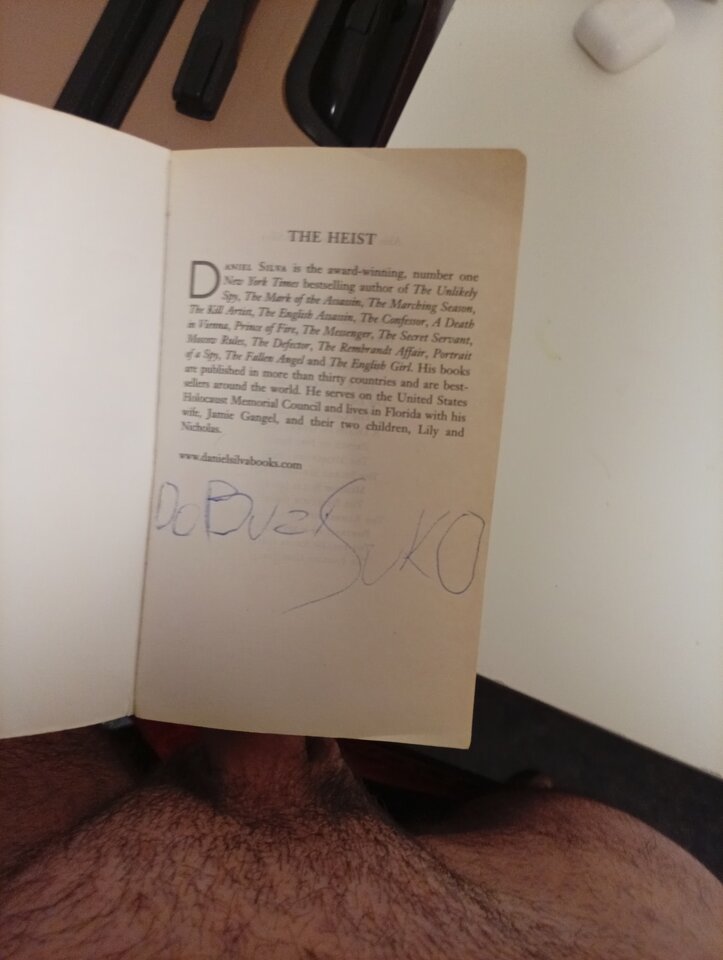 THE HEIST
DANIEL SILVA is the award-winning, number one
New York Times bestselling author of The Unlikely
Spy, The Mark of the Assassin, The Marching Season,
The Kill Artist, The English Assassin, The Confessor, A Death
in Vienna, Prince of Fire, The Messenger, The Secret Servant,
Moscow Rules, The Defector, The Rembrandt Affair, Portrait
of a Spy, The Fallen Angel and The English Girl. His books
are published in more than thirty countries and are best-
sellers around the world. He serves on the United States
Holocaust Memorial Council and lives in Florida with his
wife, Jamie Gangel, and their two children, Lily and
Nicholas.
www.danielsilvabooks.com